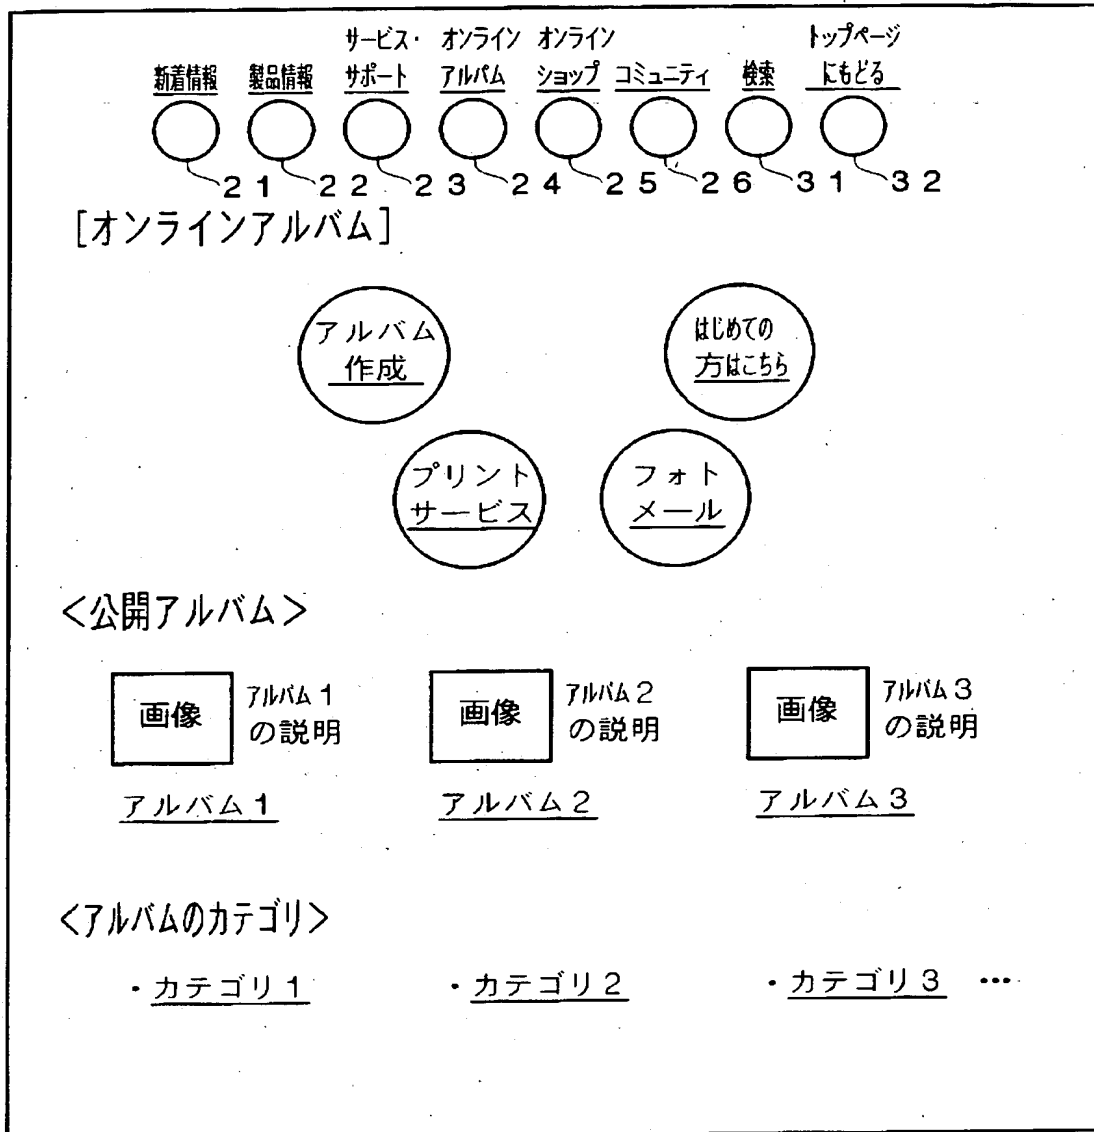 新着情報
製品情報
サービス・
サポート
オンライン
アルバム
オンライン
ショップ
コミュニティ
検索
トップページ
にもどる
21 22 23 24 25 26 31 32
[オンラインアルバム]
アルバム
作成
はじめての
方はこちら
プリント
サービス
フォト
メール
<公開アルバム>
画像
アルバム1
の説明
アルバム1
画像
アルバム2
の説明
アルバム2
画像
アルバム3
の説明
アルバム3
<アルバムのカテゴリ>
・カテゴリ1 ・カテゴリ2 ・カテゴリ3 …